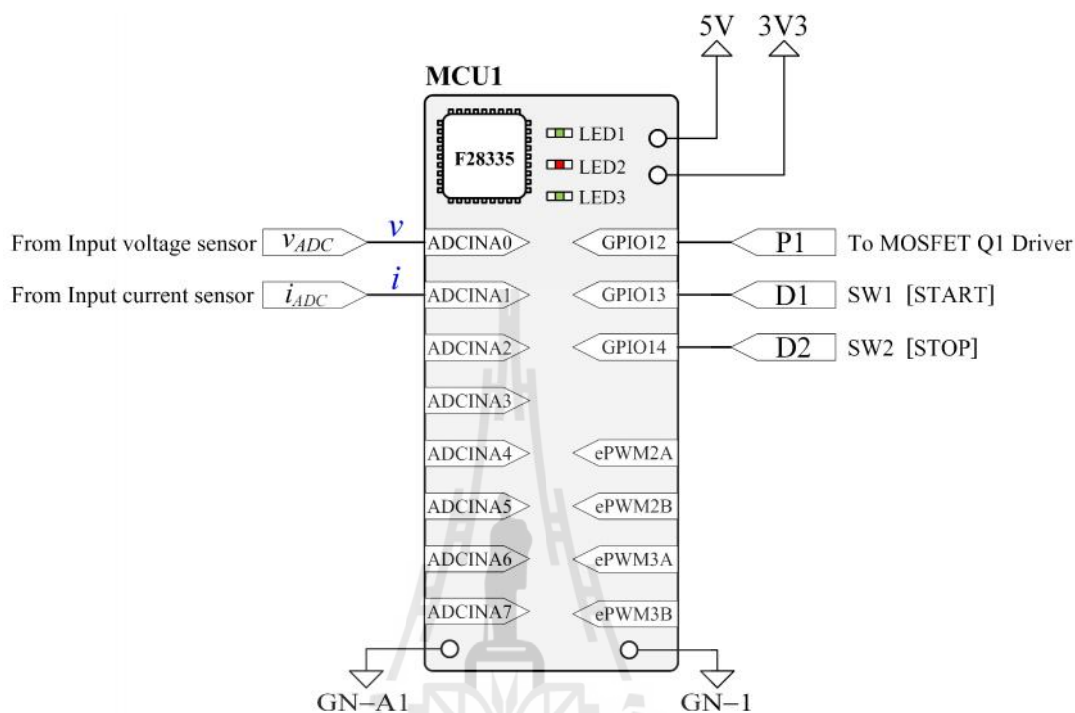 5V 3V3
MCU1
F28335
LED1
LED2
LED3
From Input voltage sensor v_ADC v ADCINA0 GPIO12 P1 To MOSFET Q1 Driver
From Input current sensor i_ADC i ADCINA1 GPIO13 D1 SW1 [START]
ADCINA2 GPIO14 D2 SW2 [STOP]
ADCINA3
ADCINA4 ePWM2A
ADCINA5 ePWM2B
ADCINA6 ePWM3A
ADCINA7 ePWM3B
GN-A1 GN-1